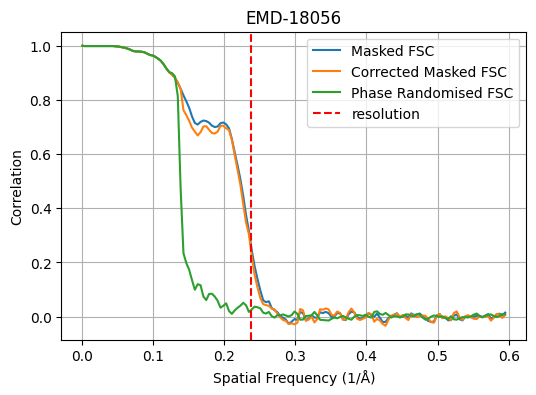 EMD-18056
Masked FSC
Corrected Masked FSC
Phase Randomised FSC
resolution
Correlation
1.0
0.8
0.6
0.4
0.2
0.0
0.0 0.1 0.2 0.3 0.4 0.5 0.6
Spatial Frequency (1/Å)